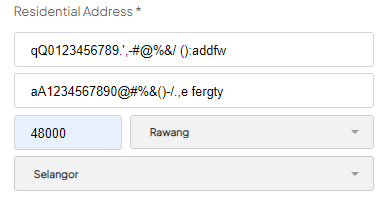 Residential Address *
qQ0123456789.',-#@%&/ ():addfw
aA1234567890@#%&()-/.,e fergty
48000 Rawang
Selangor